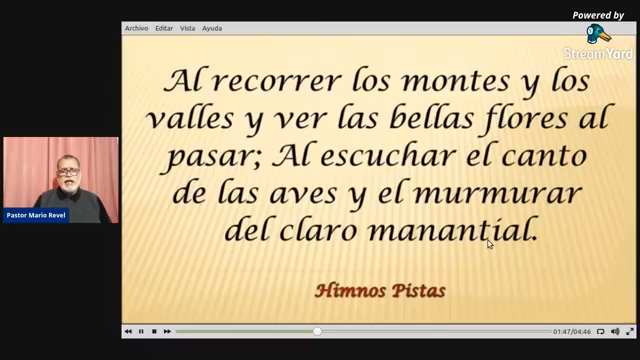 Powered by
StreamYard
Archivo Editar Vista Ayuda
Al recorrer los montes y los
valles y ver las bellas flores al
pasar; Al escuchar el canto
de las aves y el murmurar
del claro manantial.
Himnos Pistas
Pastor Mario Revel
01:47/04:46